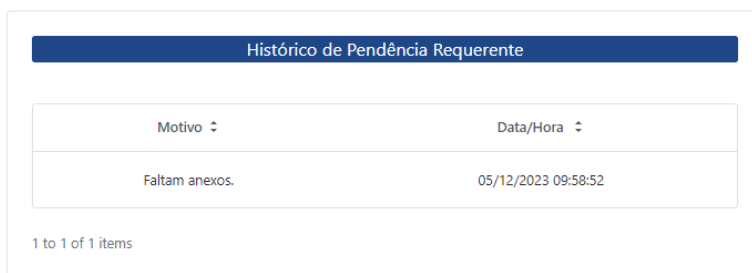 Histórico de Pendência Requerente
Motivo Data/Hora
Faltam anexos. 05/12/2023 09:58:52
1 to 1 of 1 items